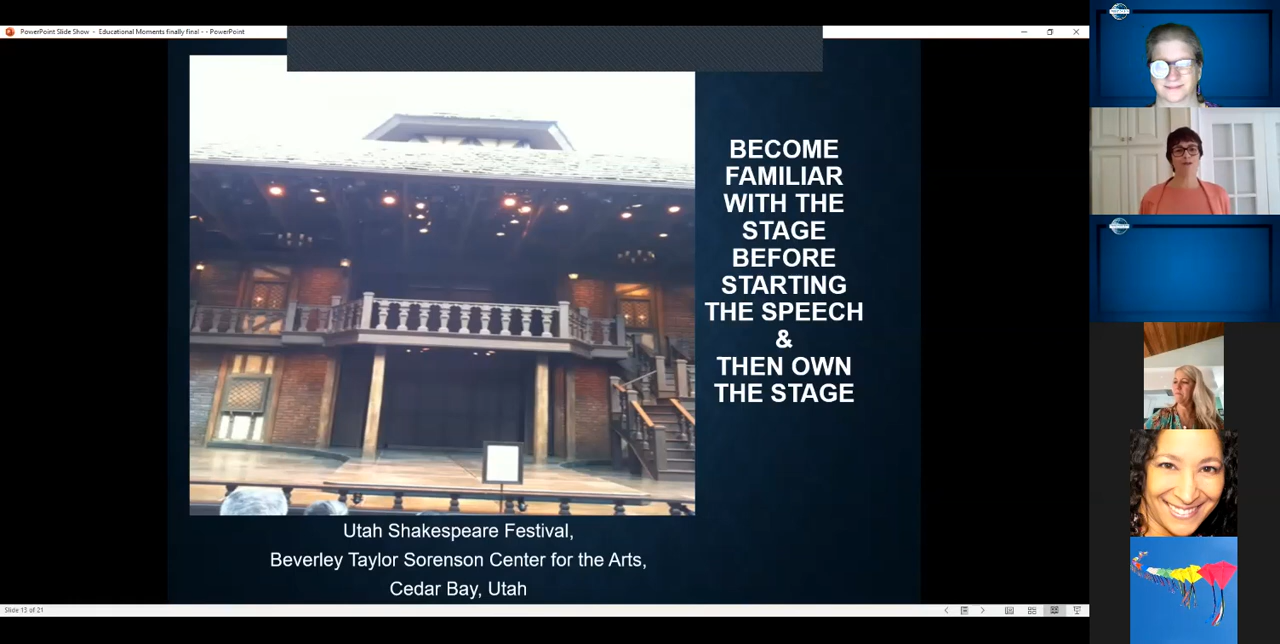 PowerPoint Slide Show - Educational Moments finally final - - PowerPoint
BECOME
FAMILIAR
WITH THE
STAGE
BEFORE
STARTING
THE SPEECH
&
THEN OWN
THE STAGE
Utah Shakespeare Festival,
Beverley Taylor Sorenson Center for the Arts,
Cedar Bay, Utah
Slide 13 of 21